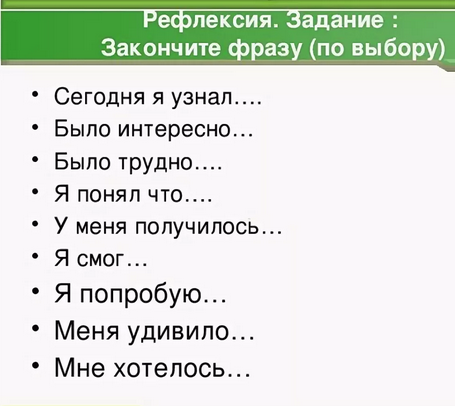 Рефлексия. Задание :
Закончите фразу (по выбору)
• Сегодня я узнал….
• Было интересно…
• Было трудно….
• Я понял что….
• У меня получилось…
• Я смог…
• Я попробую…
• Меня удивило…
• Мне хотелось…